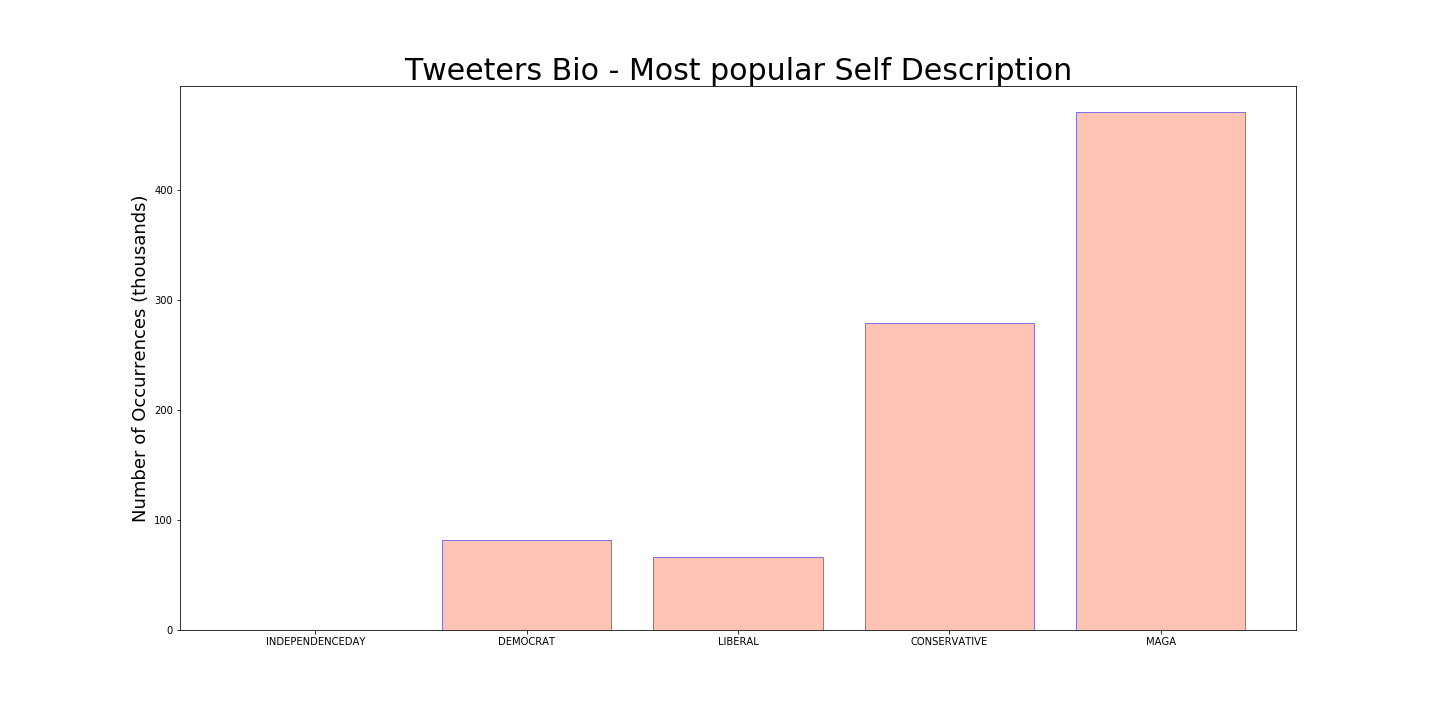 Tweeters Bio - Most popular Self Description
Number of Occurrences (thousands)
400
300
200
100
0
INDEPENDENCEDAY
DEMOCRAT
LIBERAL
CONSERVATIVE
MAGA